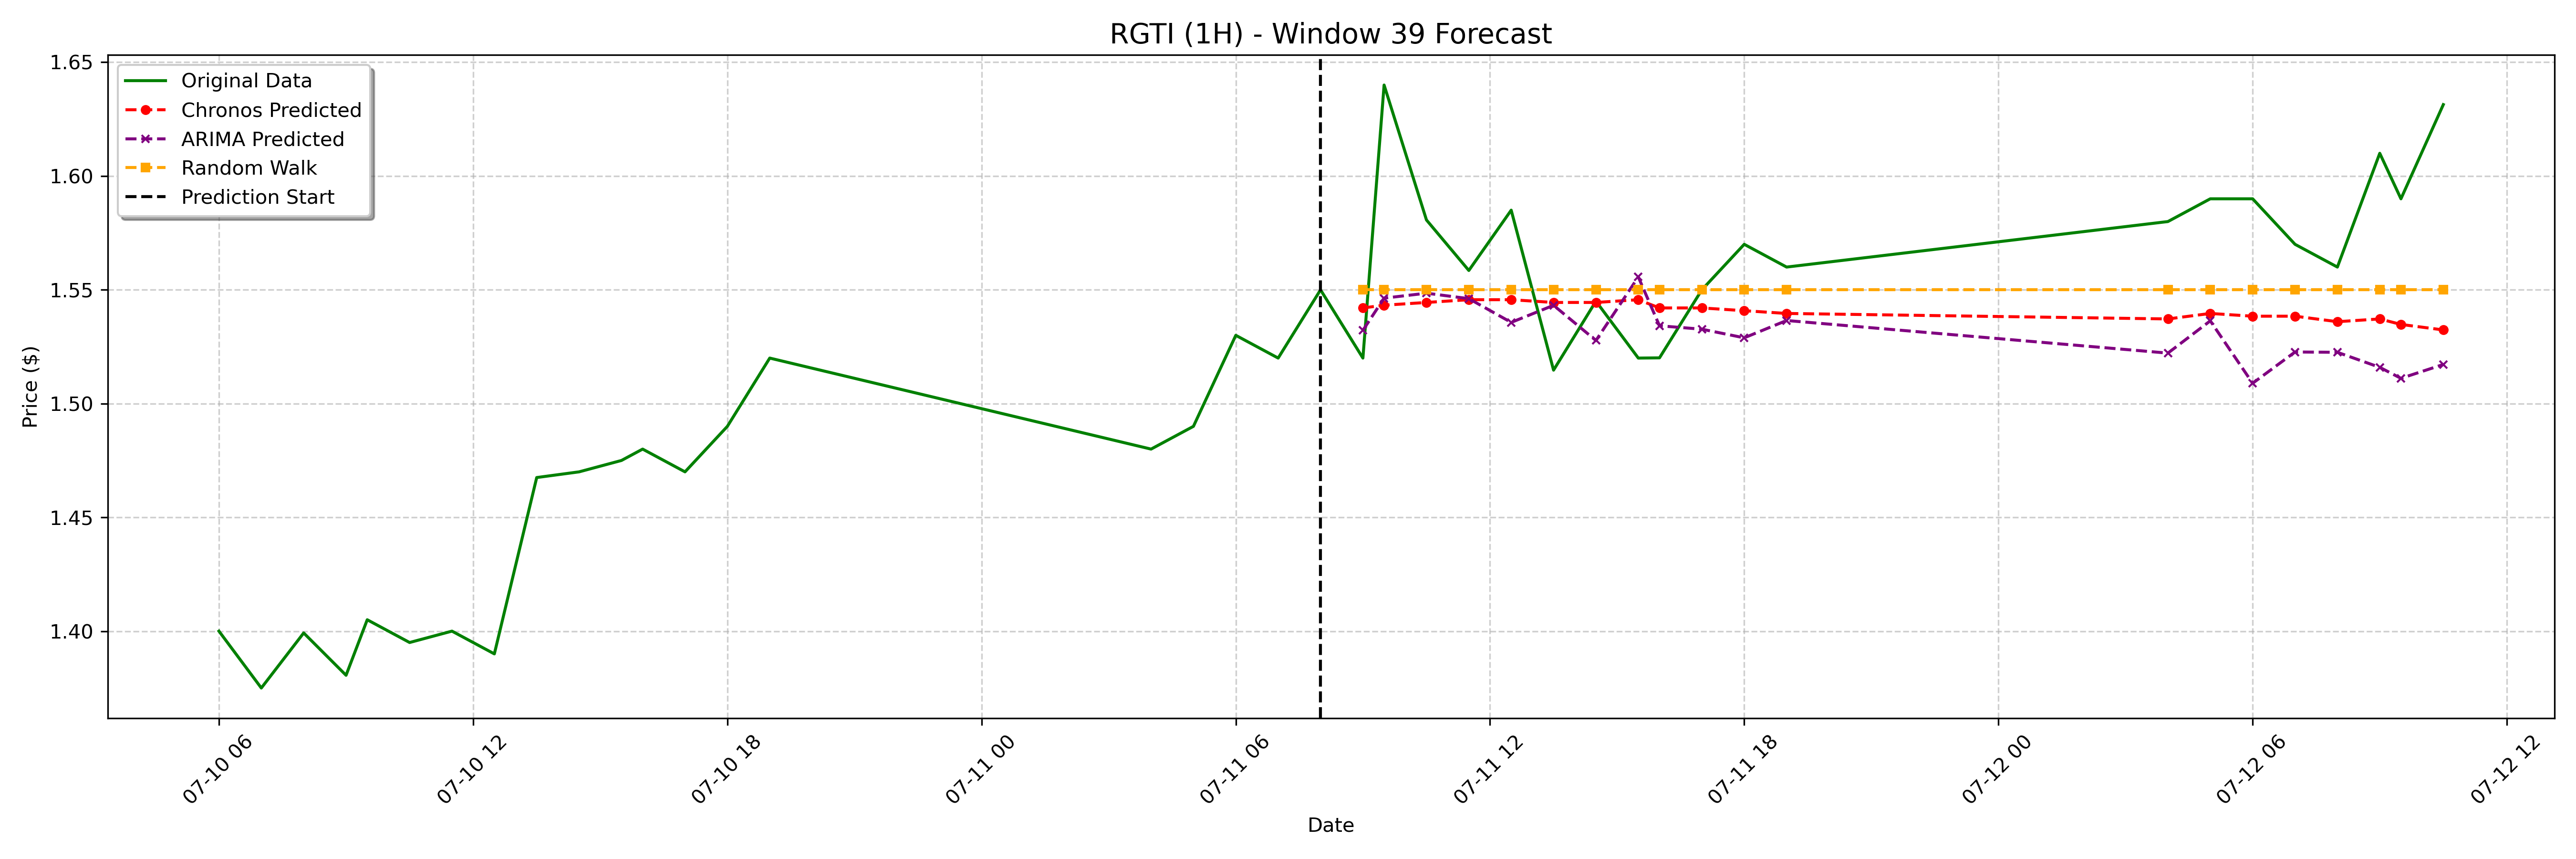 RGTI (1H) - Window 39 Forecast
Original Data
Chronos Predicted
ARIMA Predicted
Random Walk
Prediction Start
Price ($)
1.65
1.60
1.55
1.50
1.45
1.40
07-10 06
07-10 12
07-10 18
07-11 00
07-11 06
07-11 12
07-11 18
07-12 00
07-12 06
07-12 12
Date